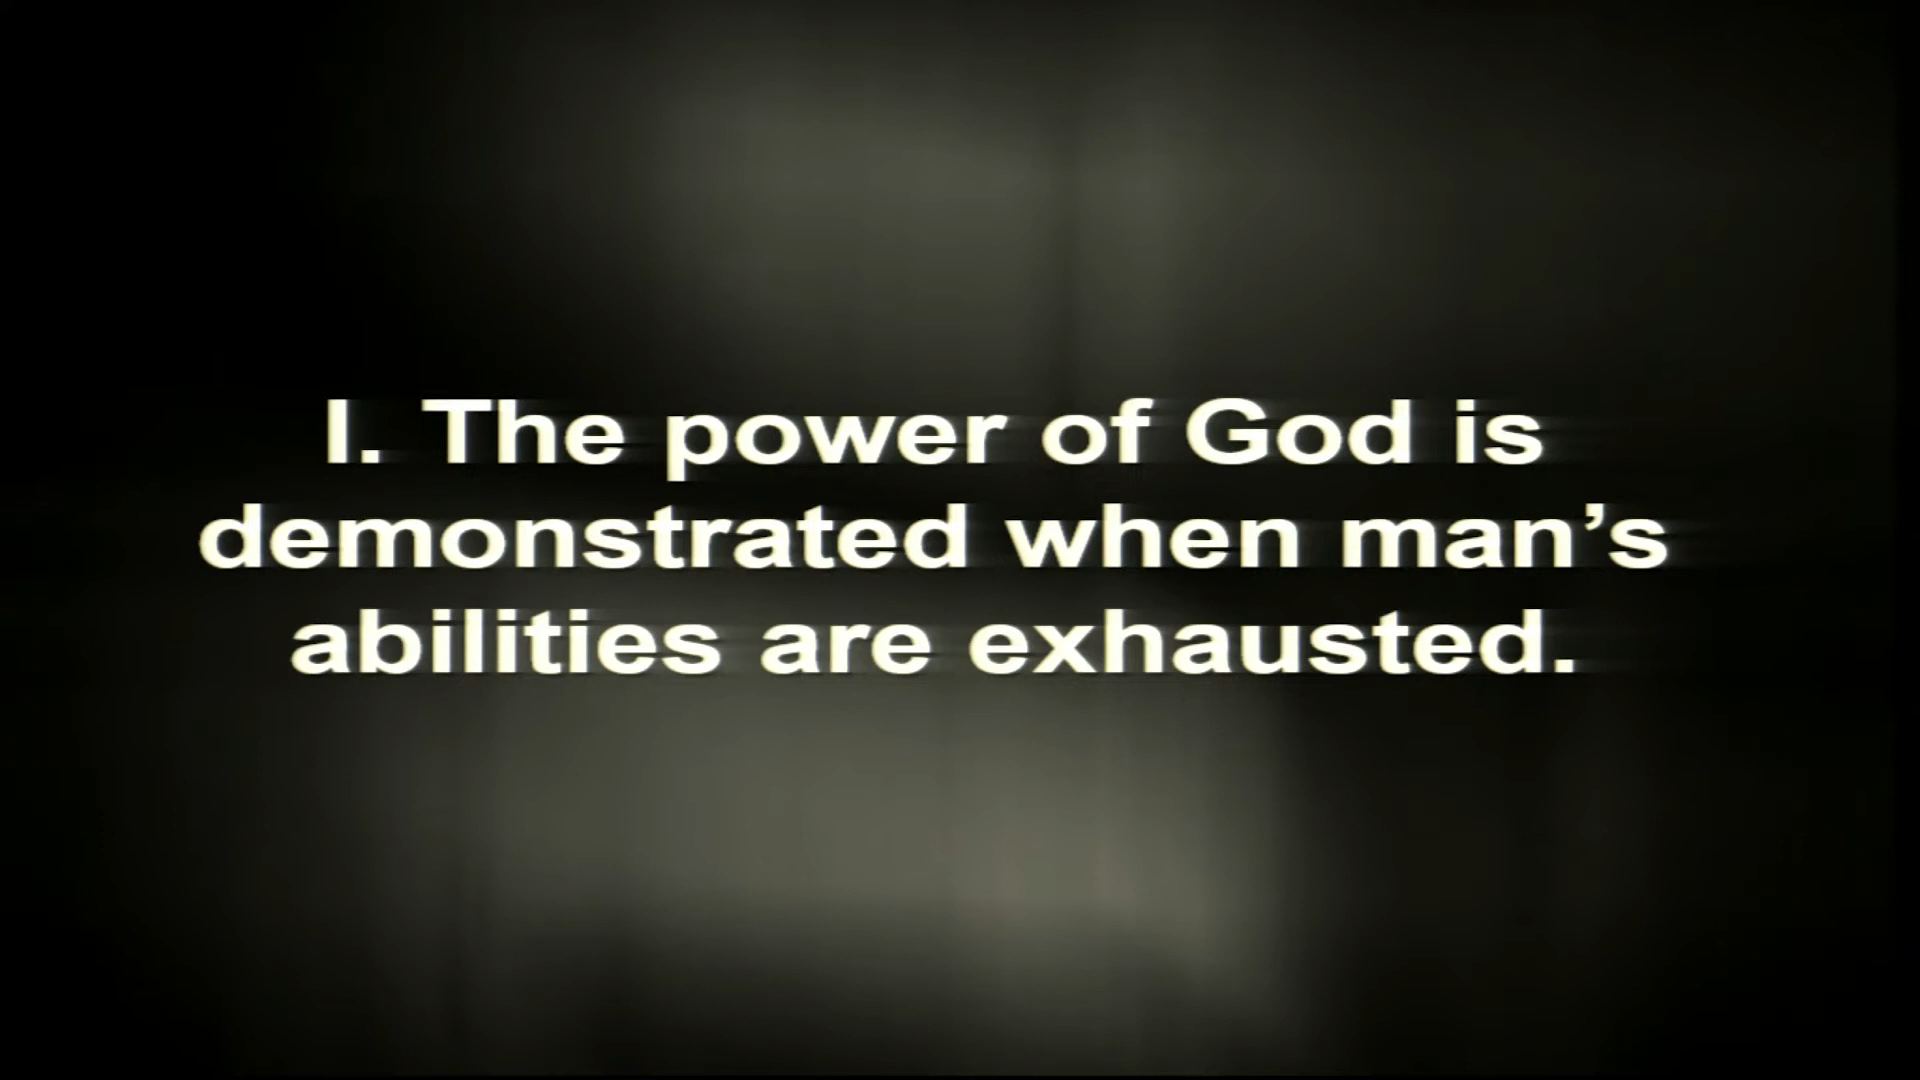 I. The power of God is
demonstrated when man’s
abilities are exhausted.